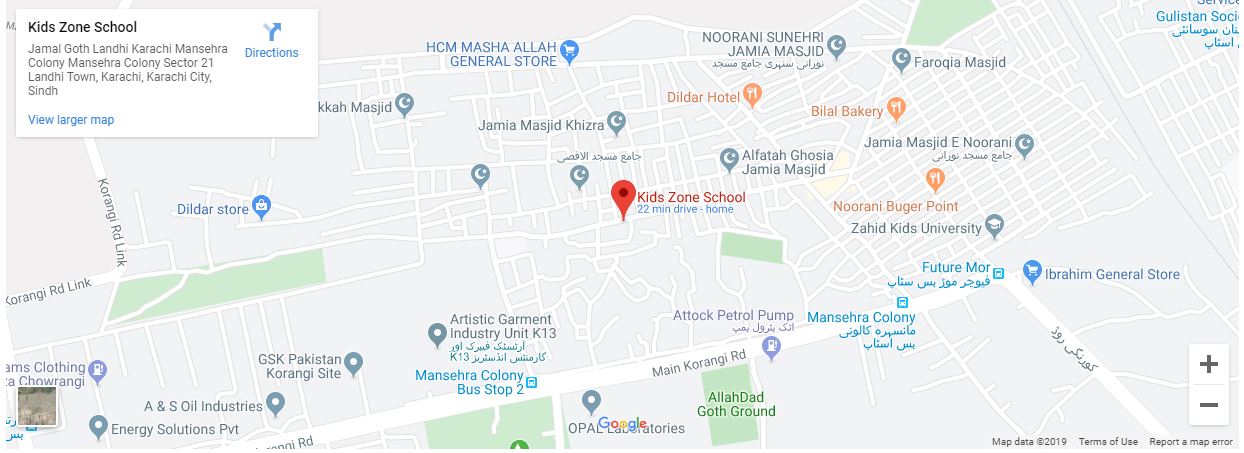 Kids Zone School
Jamal Goth Landhi Karachi Mansehra
Colony Mansehra Colony Sector 21
Landhi Town, Karachi, Karachi City,
Sindh
View larger map
Directions
HCM MASHA ALLAH
GENERAL STORE
NOORANI SUNEHRI
JAMIA MASJID
نورانی سنہری جامع مسجد
Faroqia Masjid
Gulistan Soci
kkah Masjid
Jamia Masjid Khizra
Dildar Hotel
Bilal Bakery
جامع مسجد الاقصی
Alfatah Ghosia
Jamia Masjid
Jamia Masjid E Noorani
جامع مسجد نورانی
Korangi Rd Link
Dildar store
Kids Zone School
22 min drive - home
Noorani Buger Point
Zahid Kids University
Korangi Rd Link
Future Mor
فیوچر موڑ بس سٹاپ
Ibrahim General Store
Artistic Garment
Industry Unit K13
آرٹسٹک فیبرک اور
گارمنٹس انڈسٹریز K13
Attock Petrol Pump
اٹک پٹرول پمپ
Mansehra Colony
مانسہرہ کالونی
بس اسٹاپ
کورنگی روڈ
GSK Pakistan
Korangi Site
Main Korangi Rd
ams Clothing
ta Chowrangi
Mansehra Colony
Bus Stop 2
A & S Oil Industries
AllahDad
Goth Ground
Energy Solutions Pvt
Korangi Rd
OPAL Laboratories
Google
Map data ©2019
Terms of Use
Report a map error